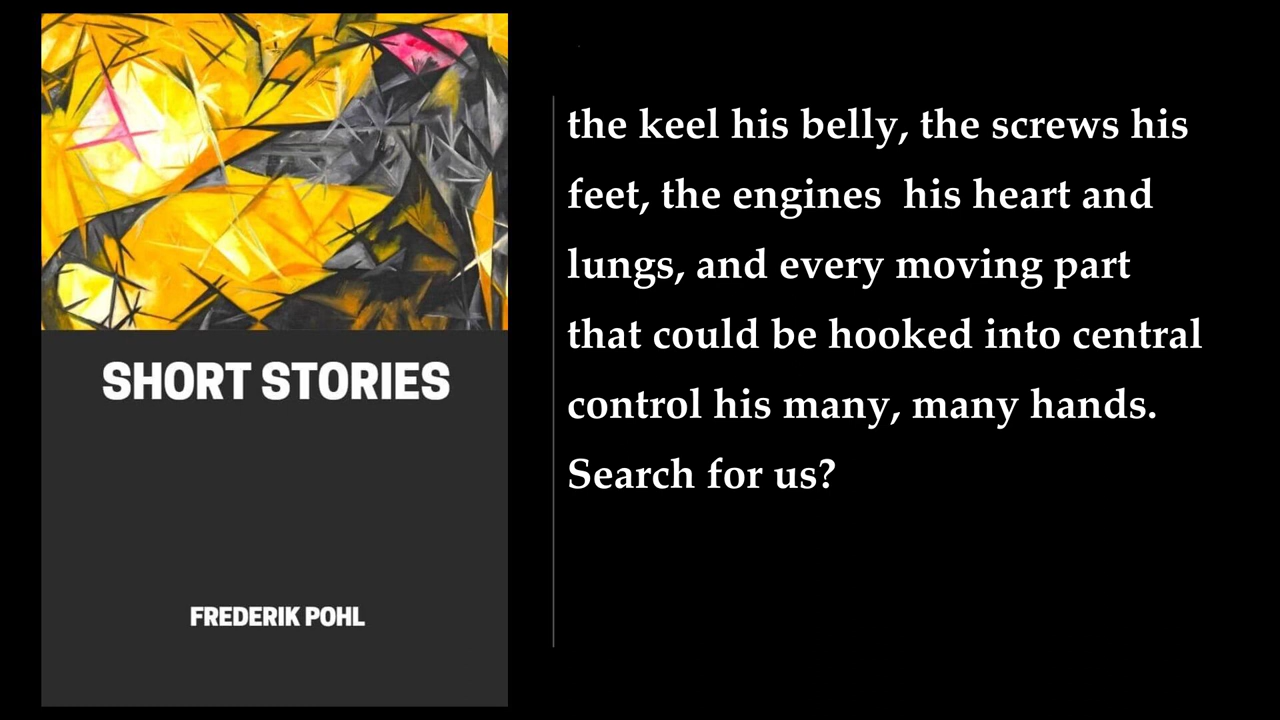 SHORT STORIES
FREDERIK POHL
the keel his belly, the screws his
feet, the engines  his heart and
lungs, and every moving part
that could be hooked into central
control his many, many hands.
Search for us?